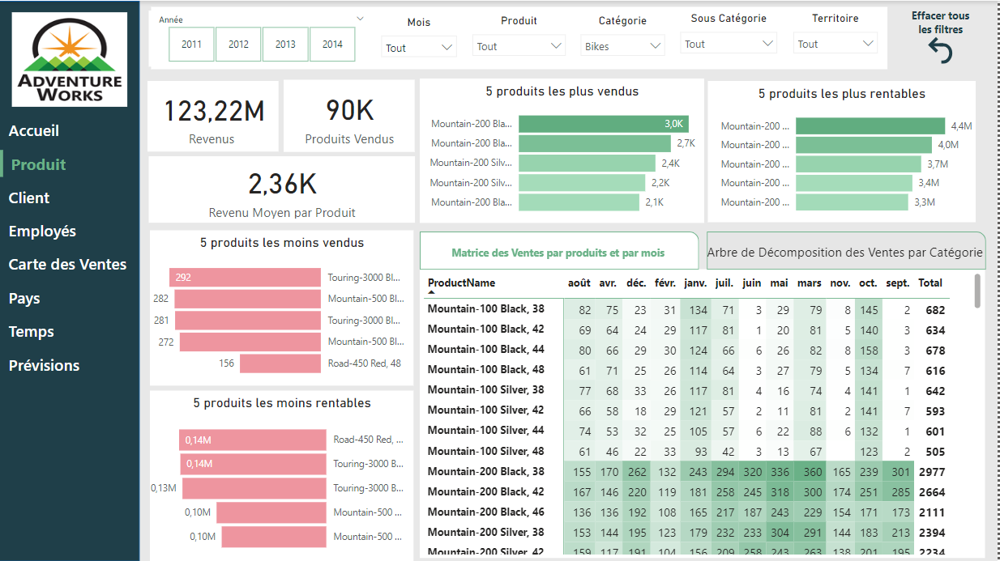 ADVENTURE
WORKS
Accueil
Produit
Client
Employés
Carte des Ventes
Pays
Temps
Prévisions
Année
2011 2012 2013 2014
Mois
Tout
Produit
Tout
Catégorie
Bikes
Sous Catégorie
Tout
Territoire
Tout
Effacer tous
les filtres
123,22M
Revenus
90K
Produits Vendus
2,36K
Revenu Moyen par Produit
5 produits les plus vendus
Mountain-200 Bla... 3,0K
Mountain-200 Bla... 2,7K
Mountain-200 Silv... 2,4K
Mountain-200 Silv... 2,2K
Mountain-200 Bla... 2,1K
5 produits les plus rentables
Mountain-200 ... 4,4M
Mountain-200 ... 4,0M
Mountain-200 ... 3,7M
Mountain-200 ... 3,4M
Mountain-200 ... 3,3M
5 produits les moins vendus
292 Touring-3000 Bl...
282 Mountain-500 Bl...
281 Touring-3000 Bl...
272 Mountain-500 Bl...
156 Road-450 Red, 48
5 produits les moins rentables
0,14M Road-450 Red, ...
0,14M Touring-3000 B...
0,13M Touring-3000 B...
0,10M Mountain-500 ...
0,10M Mountain-500 ...
Matrice des Ventes par produits et par mois
Arbre de Décomposition des Ventes par Catégorie
ProductName août avr. déc. févr. janv. juil. juin mai mars nov. oct. sept. Total
Mountain-100 Black, 38 82 75 23 31 134 71 3 29 79 8 145 2 682
Mountain-100 Black, 42 69 64 24 29 117 81 1 20 81 5 140 3 634
Mountain-100 Black, 44 80 66 29 30 124 66 6 26 82 8 158 3 678
Mountain-100 Black, 48 61 71 25 26 114 64 3 27 79 5 134 7 616
Mountain-100 Silver, 38 77 68 33 26 117 81 4 16 74 4 141 1 642
Mountain-100 Silver, 42 66 58 18 29 121 57 2 11 81 2 141 7 593
Mountain-100 Silver, 44 74 53 32 25 105 57 6 22 88 6 132 1 601
Mountain-100 Silver, 48 61 46 22 33 93 42 3 13 67 123 2 505
Mountain-200 Black, 38 155 170 262 132 243 294 320 336 360 165 239 301 2977
Mountain-200 Black, 42 167 146 220 119 181 258 245 318 300 174 251 285 2664
Mountain-200 Black, 46 136 136 192 108 165 217 187 243 229 154 171 173 2111
Mountain-200 Silver, 38 153 144 195 123 179 232 233 304 291 144 183 213 2394
Mountain-200 Silver, 42 159 117 191 104 156 209 258 243 263 138 201 195 2234